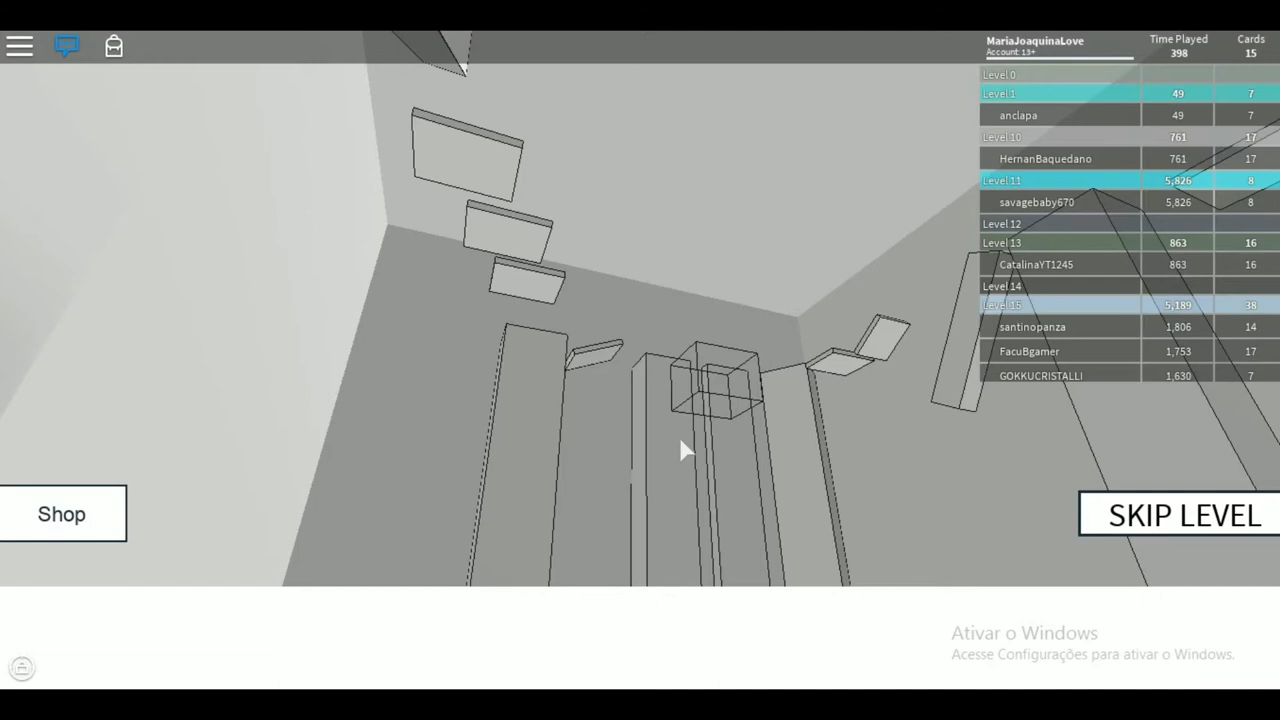 MariaJoaquinaLove Time Played Cards
Account: 13+ 398 15
Level 0
Level 1 49 7
anclapa 49 7
Level 10 761 17
HernanBaquedano 761 17
Level 11 5,826 8
savagebaby670 5,826 8
Level 12
Level 13 863 16
CatalinaYT1245 863 16
Level 14
Level 15 5,189 38
santinopanza 1,806 14
FacuBgamer 1,753 17
GOKKUCRISTALLI 1,630 7
Shop
SKIP LEVEL
Ativar o Windows
Acesse Configurações para ativar o Windows.